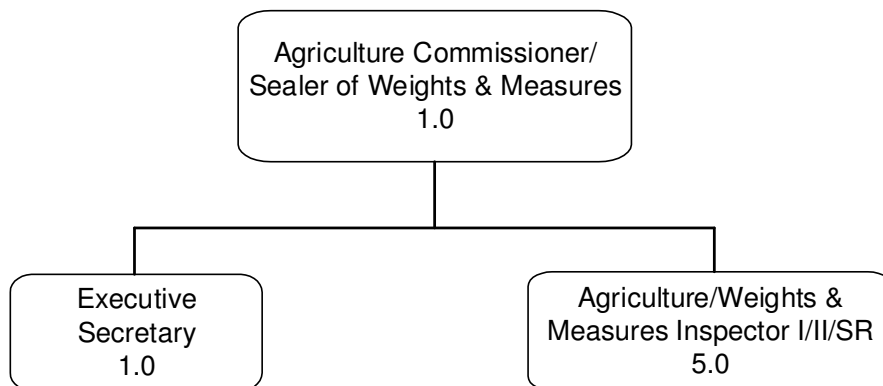 Agriculture Commissioner/
Sealer of Weights & Measures
1.0
Executive
Secretary
1.0
Agriculture/Weights &
Measures Inspector I/II/SR
5.0